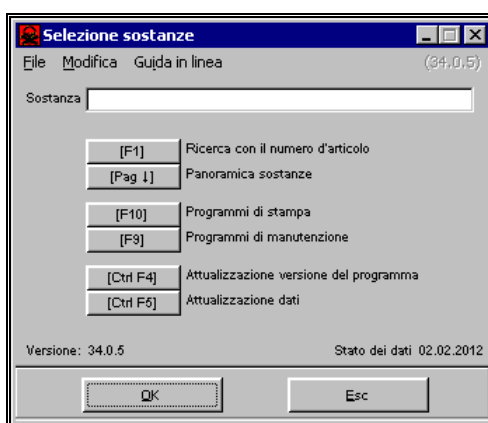 Selezione sostanze
File Modifica Guida in linea (34.0.5)
Sostanza
[F1] Ricerca con il numero d'articolo
[Pag ↓] Panoramica sostanze
[F10] Programmi di stampa
[F9] Programmi di manutenzione
[Ctrl F4] Attualizzazione versione del programma
[Ctrl F5] Attualizzazione dati
Versione: 34.0.5 Stato dei dati 02.02.2012
OK Esc